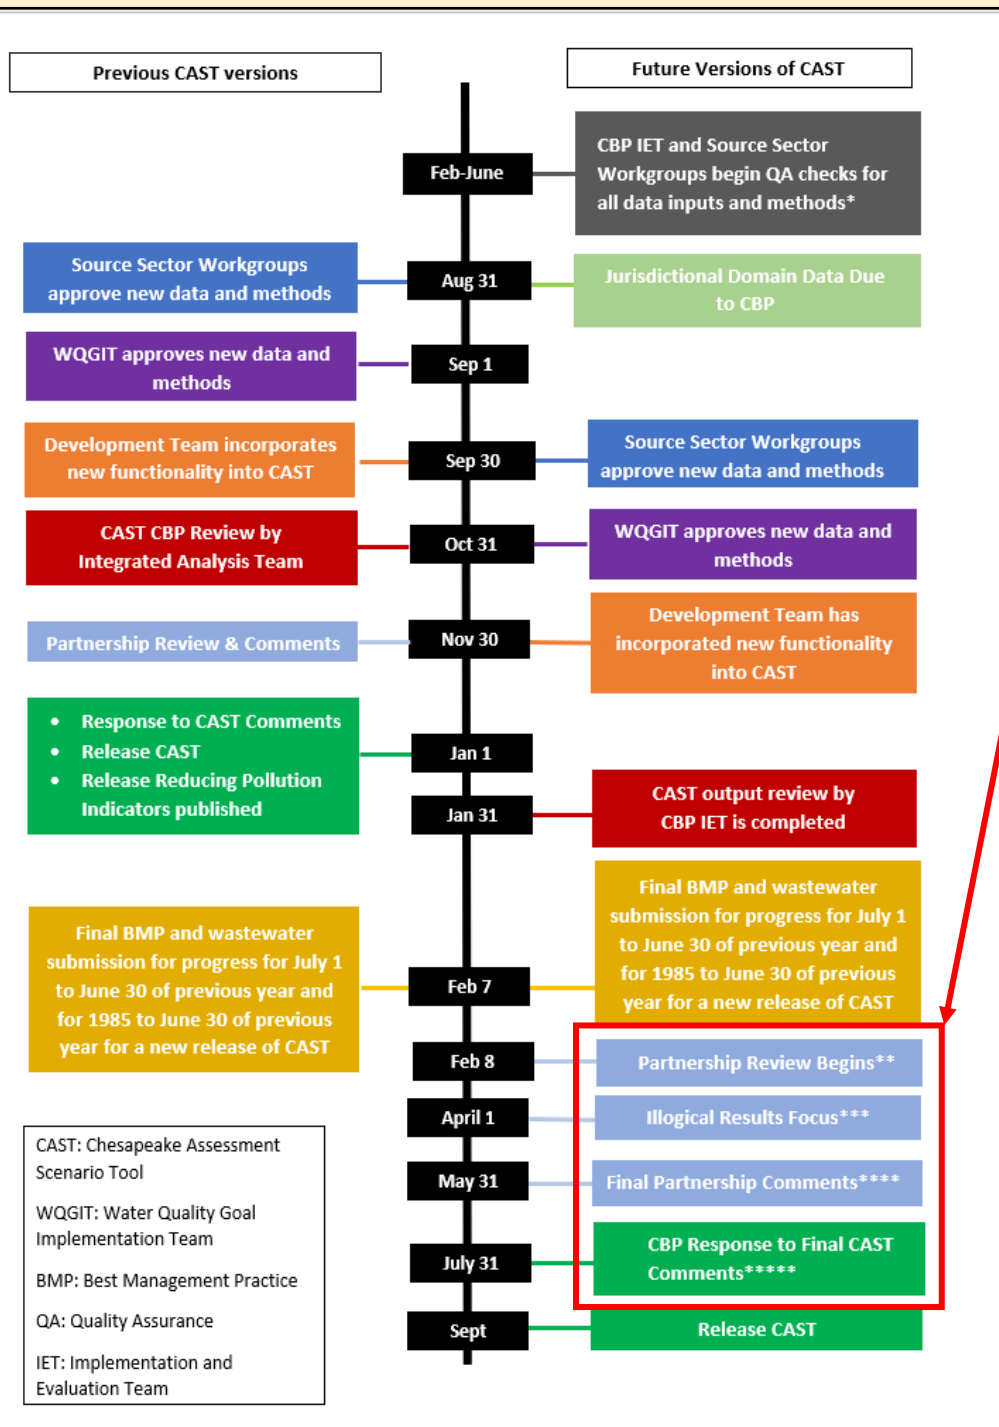 Previous CAST versions
Future Versions of CAST
Feb-June
CBP IET and Source Sector
Workgroups begin QA checks for
all data inputs and methods*
Source Sector Workgroups
approve new data and methods
Aug 31
Jurisdictional Domain Data Due
to CBP
WQGIT approves new data and
methods
Sep 1
Development Team incorporates
new functionality into CAST
Sep 30
Source Sector Workgroups
approve new data and methods
CAST CBP Review by
Integrated Analysis Team
Oct 31
WQGIT approves new data and
methods
Partnership Review & Comments
Nov 30
Development Team has
incorporated new functionality
into CAST
• Response to CAST Comments
• Release CAST
• Release Reducing Pollution
Indicators published
Jan 1
Jan 31
CAST output review by
CBP IET is completed
Final BMP and wastewater
submission for progress for July 1
to June 30 of previous year and
for 1985 to June 30 of previous
year for a new release of CAST
Feb 7
Final BMP and wastewater
submission for progress for July 1
to June 30 of previous year and
for 1985 to June 30 of previous
year for a new release of CAST
Feb 8
Partnership Review Begins**
April 1
Illogical Results Focus***
May 31
Final Partnership Comments****
July 31
CBP Response to Final CAST
Comments*****
Sept
Release CAST
CAST: Chesapeake Assessment
Scenario Tool
WQGIT: Water Quality Goal
Implementation Team
BMP: Best Management Practice
QA: Quality Assurance
IET: Implementation and
Evaluation Team